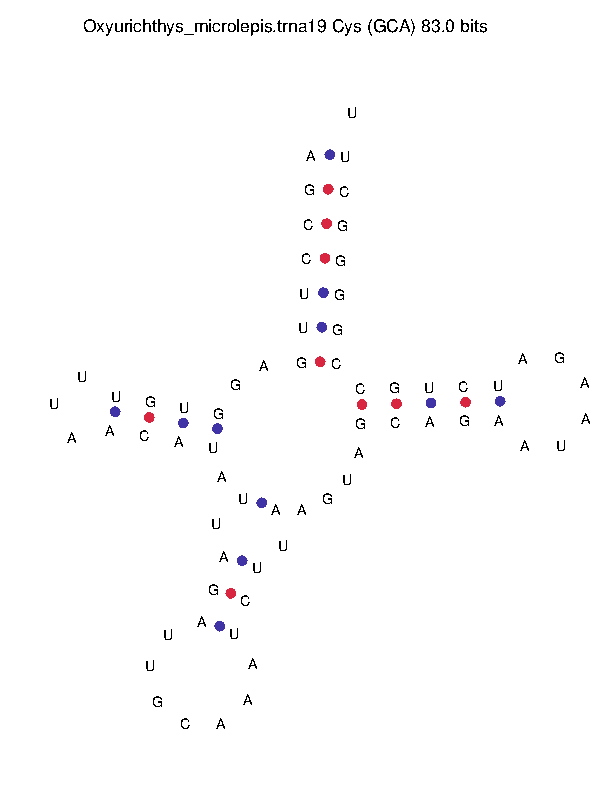 Oxyurichthys_microlepis.trna19 Cys (GCA) 83.0 bits
U
A U
G C
C G
C G
U G
U G
A G C A G
U G C G U C U A
U U G U G
A A C A G C A G A A
U A A U
A U
U A A G
U
U
A U
G C
U A U
U A
G A
C A